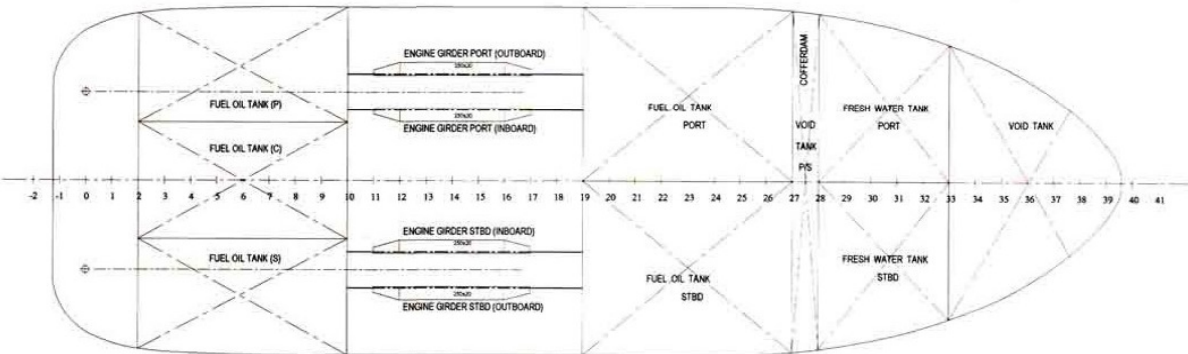 ENGINE GIRDER PORT (OUTBOARD)
250x20
COFFERDAM
FUEL OIL TANK (P)
250x20
ENGINE GIRDER PORT (INBOARD)
FUEL OIL TANK
PORT
FRESH WATER TANK
PORT
VOID
TANK
P/S
VOID TANK
FUEL OIL TANK (C)
-2 -1 0 1 2 3 4 5 6 7 8 9 10 11 12 13 14 15 16 17 18 19 20 21 22 23 24 25 26 27 28 29 30 31 32 33 34 35 36 37 38 39 40 41
ENGINE GIRDER STBD (INBOARD)
250x20
FUEL OIL TANK (S)
250x20
ENGINE GIRDER STBD (OUTBOARD)
FUEL OIL TANK
STBD
FRESH WATER TANK
STBD